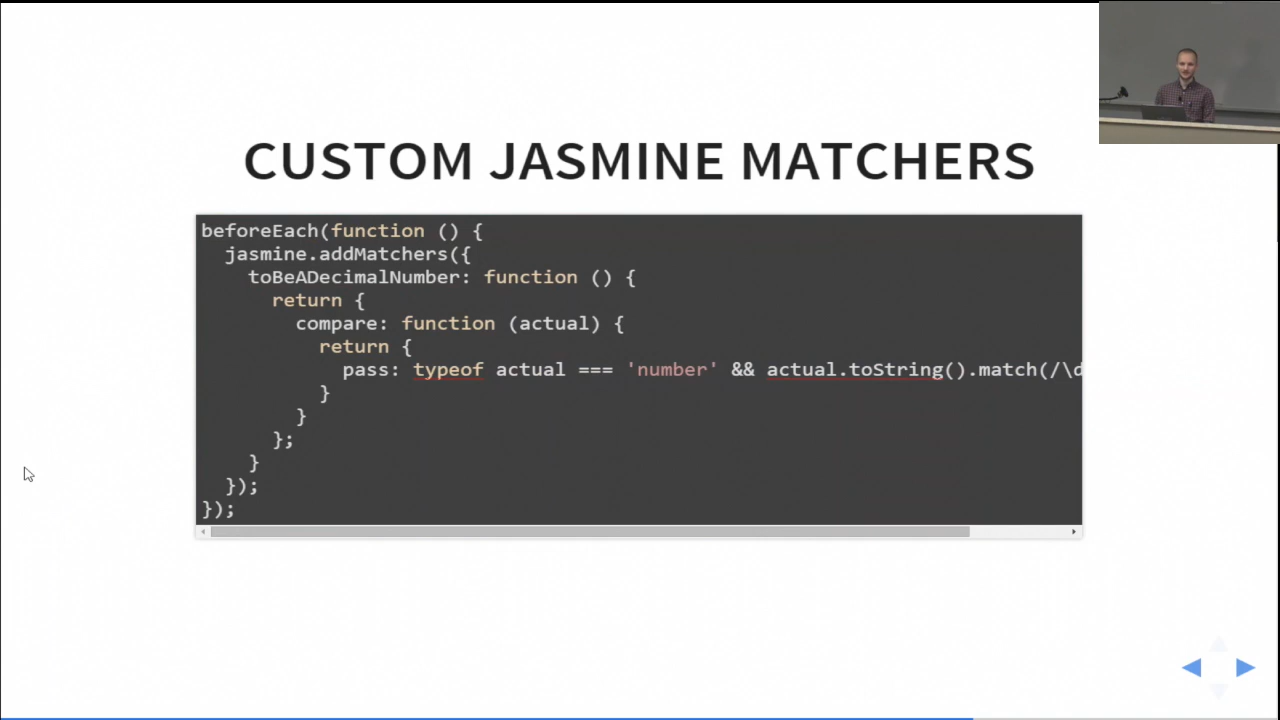 CUSTOM JASMINE MATCHERS
beforeEach(function () {
  jasmine.addMatchers({
    toBeADecimalNumber: function () {
      return {
        compare: function (actual) {
          return {
            pass: typeof actual === 'number' && actual.toString().match(/\d
          }
        }
      };
    }
  });
});